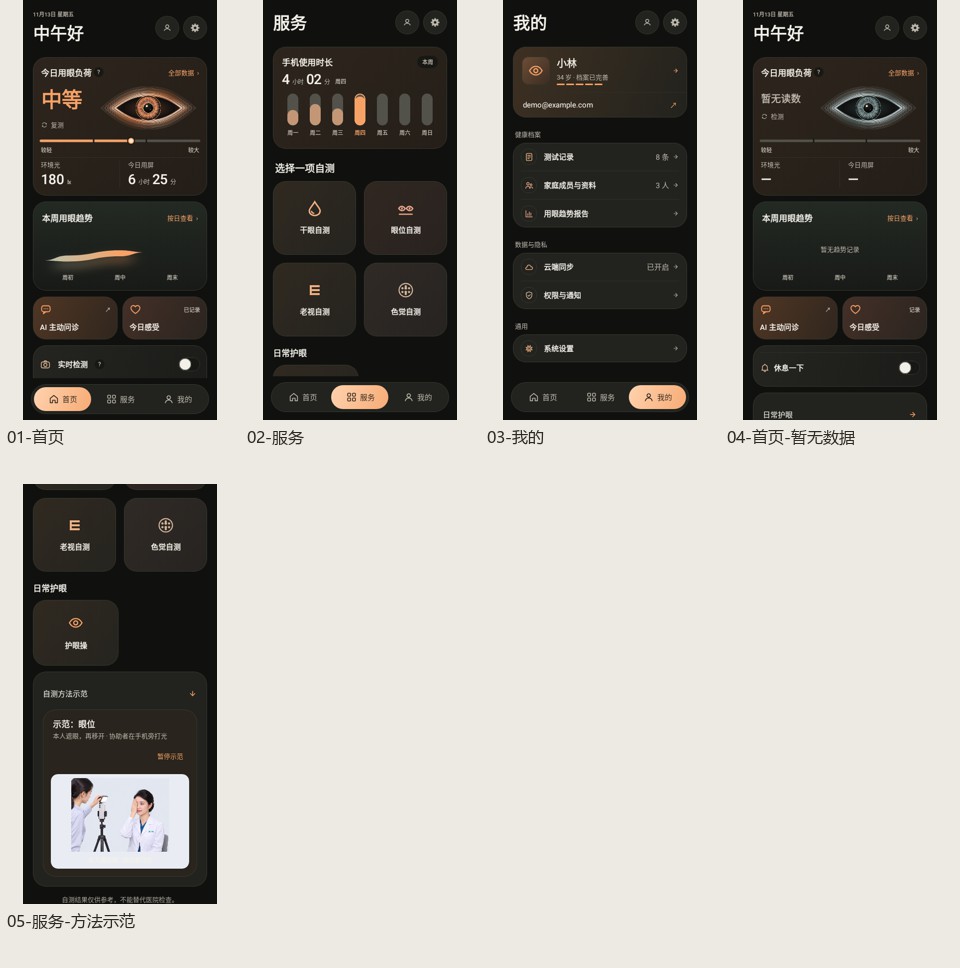 11月13日 星期五
中午好
今日用眼负荷 ?
全部数据 ›
中等
复测
较轻 较大
环境光 今日用屏
180 lx 6 小时 25 分
本周用眼趋势
按日查看 ›
周初 周中 周末
AI 主动问诊 ↗
今日感受 已记录
实时检测 ?
首页 服务 我的
01-首页
服务
手机使用时长
本周
4 小时 02 分 周四
周一 周二 周三 周四 周五 周六 周日
选择一项自测
干眼自测 眼位自测
老视自测 色觉自测
日常护眼
首页 服务 我的
02-服务
我的
小林
34 岁 · 档案已完善
demo@example.com
健康档案
测试记录 8 条
家庭成员与资料 3 人
用眼趋势报告
数据与隐私
云端同步 已开启
权限与通知
通用
系统设置
首页 服务 我的
03-我的
11月13日 星期五
中午好
今日用眼负荷 ?
全部数据 ›
暂无读数
检测
较轻 较大
环境光 今日用屏
— —
本周用眼趋势
按日查看 ›
暂无趋势记录
周初 周中 周末
AI 主动问诊 ↗
今日感受 记录
休息一下
日常护眼
04-首页-暂无数据
老视自测 色觉自测
日常护眼
护眼操
自测方法示范
示范：眼位
本人遮眼，再移开 · 协助者在手机旁打光
暂停示范
自测结果仅供参考，不能替代医院检查。
05-服务-方法示范